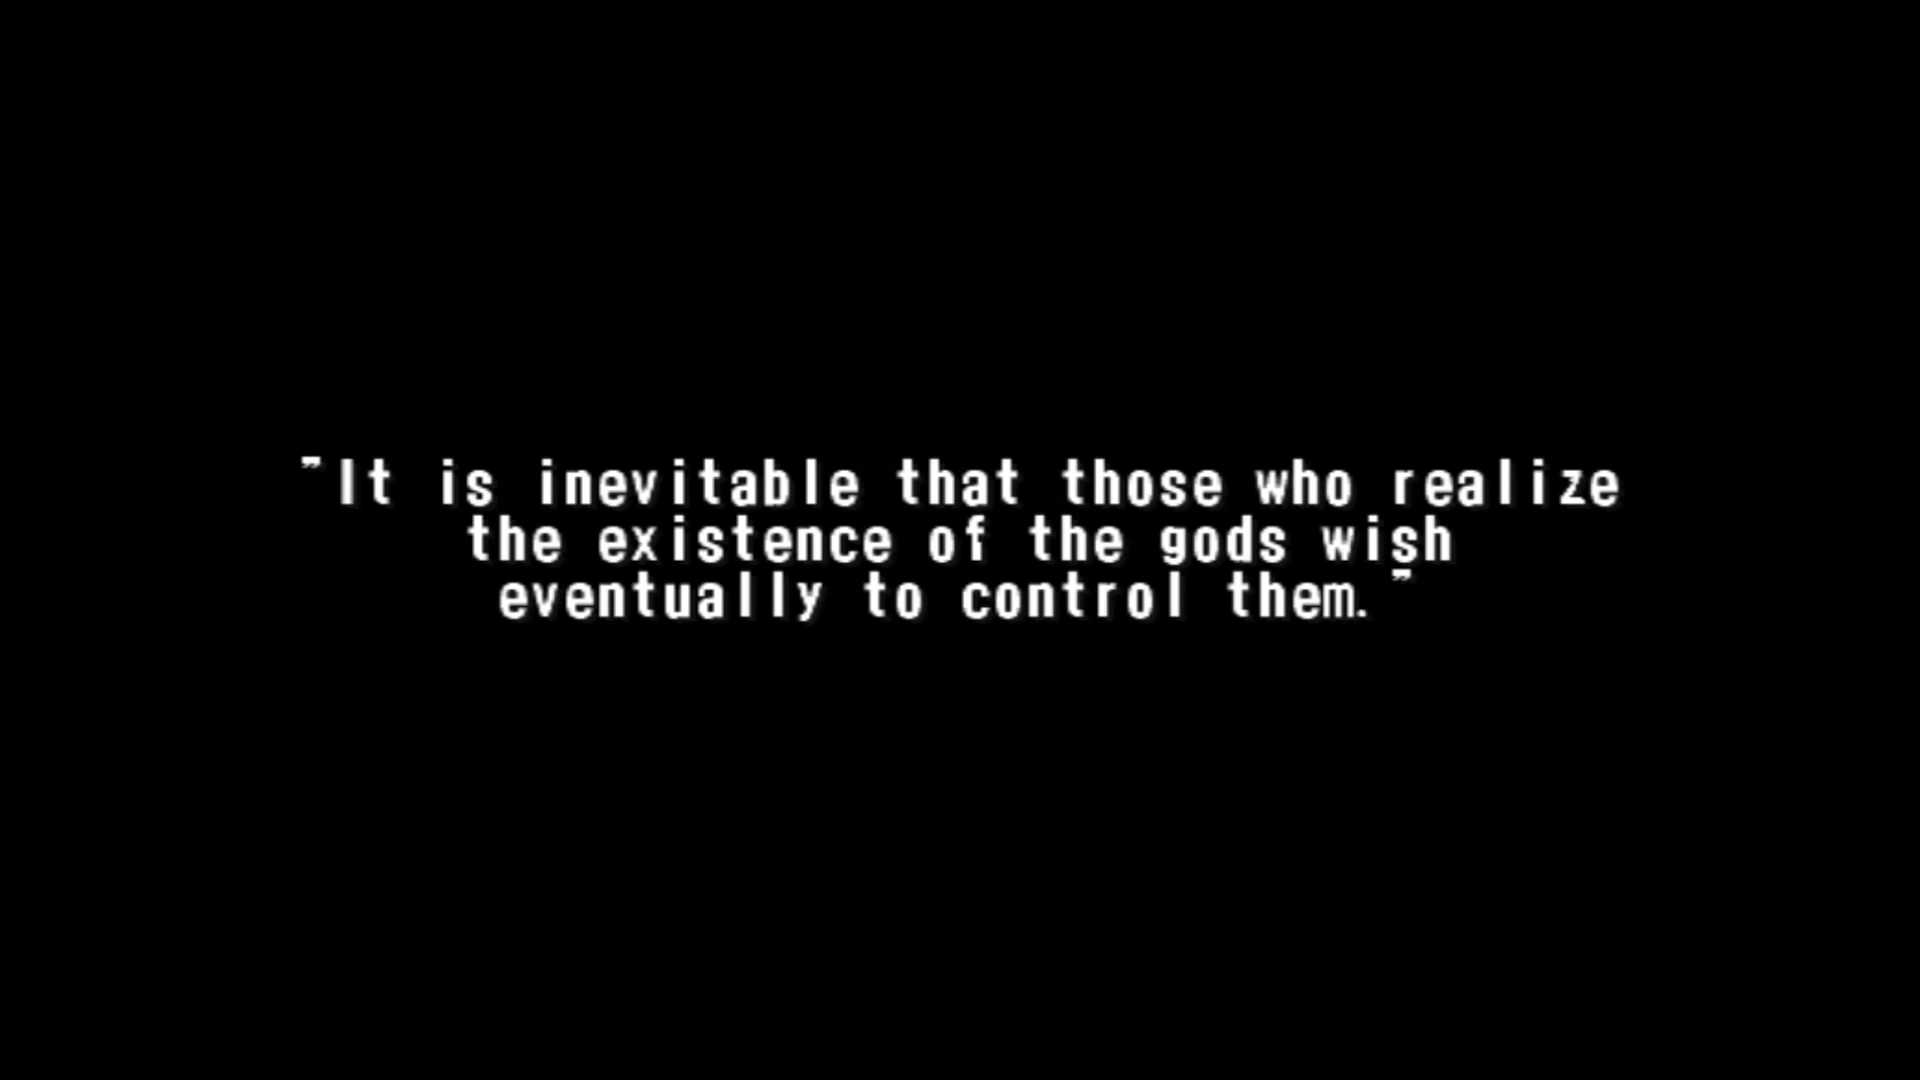 "It is inevitable that those who realize
the existence of the gods wish
eventually to control them."